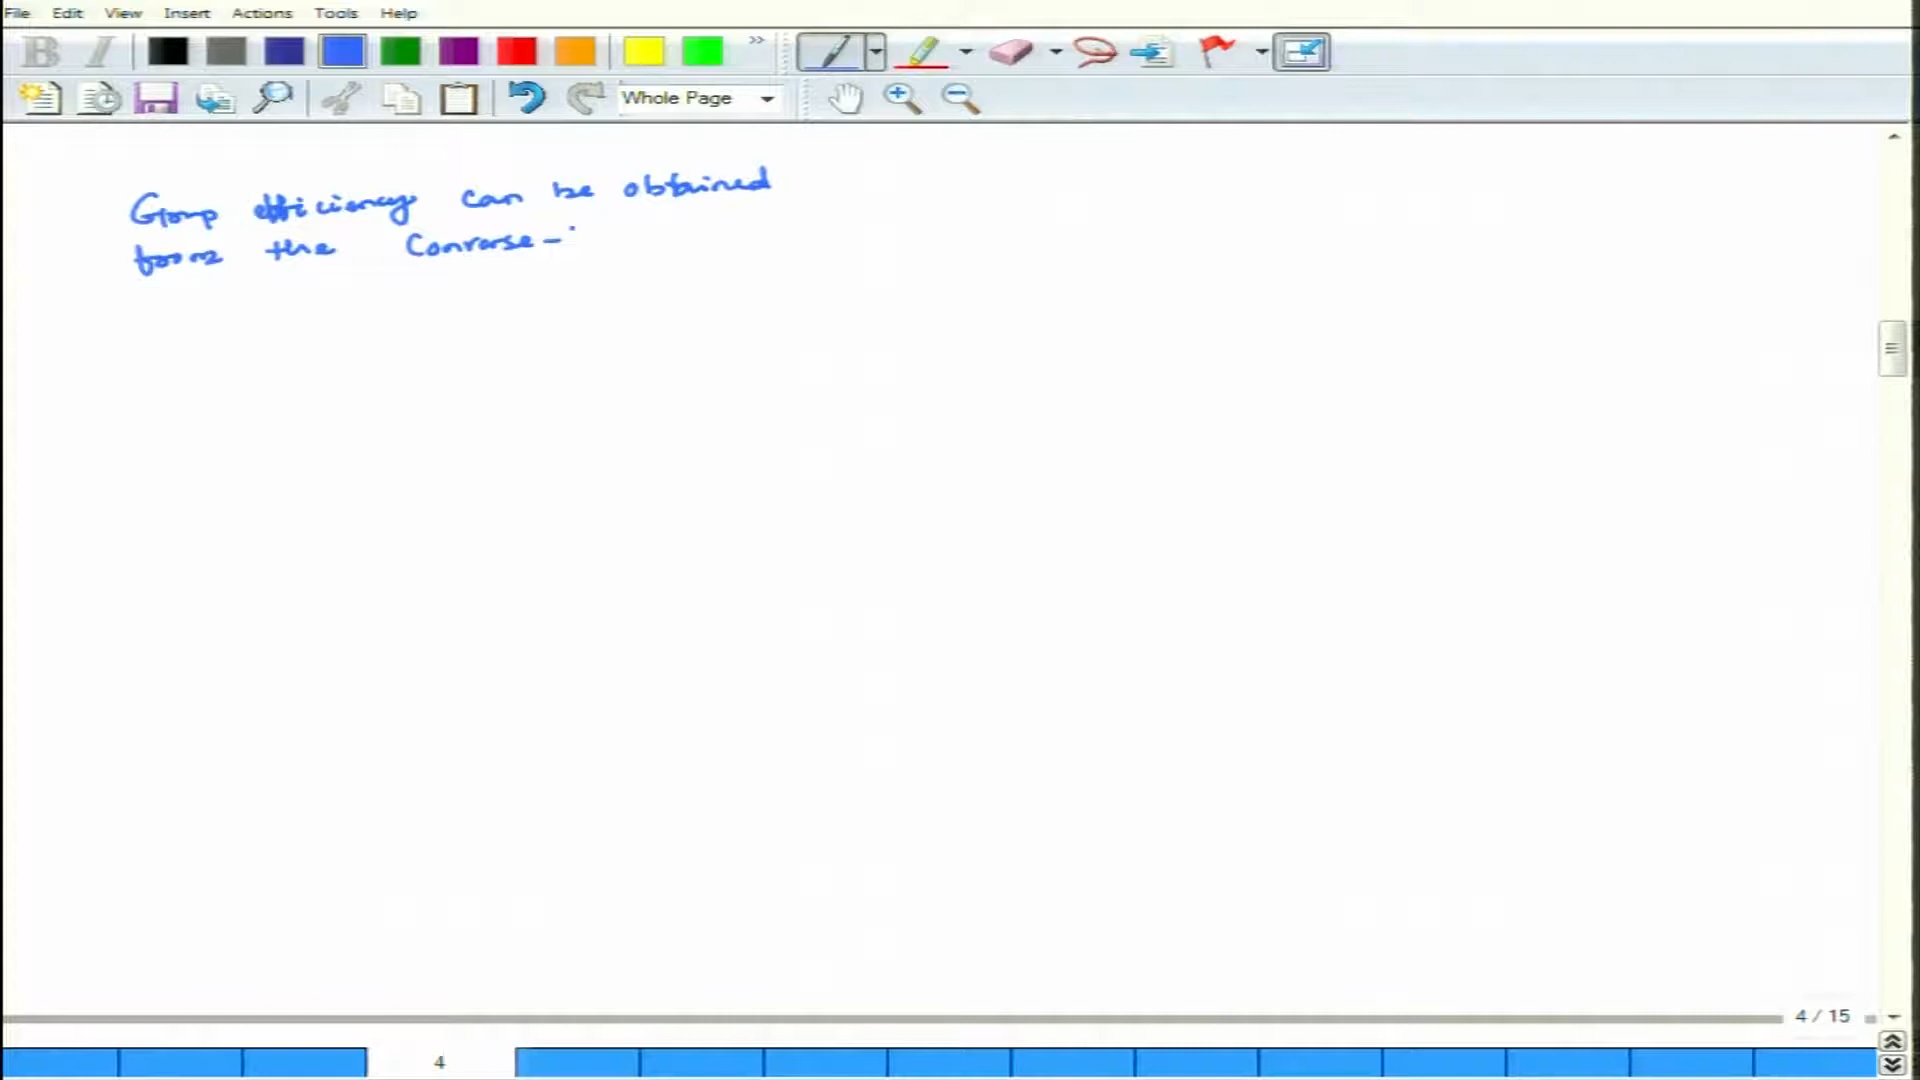 File Edit View Insert Actions Tools Help
B I
Whole Page
Group efficiency can be obtained
from the Converse-
4 / 15
4